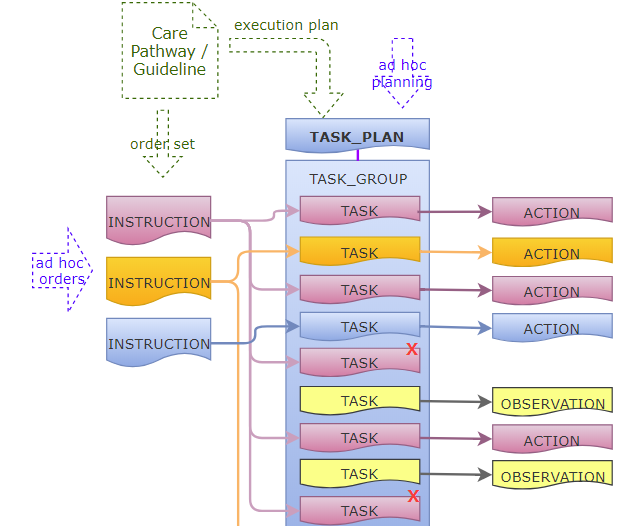 Care
Pathway /
Guideline
execution plan
ad hoc
planning
order set
TASK_PLAN
TASK_GROUP
INSTRUCTION
TASK
ACTION
ad hoc
orders
INSTRUCTION
TASK
ACTION
TASK
ACTION
INSTRUCTION
TASK
ACTION
TASK
X
TASK
OBSERVATION
TASK
ACTION
TASK
OBSERVATION
TASK
X